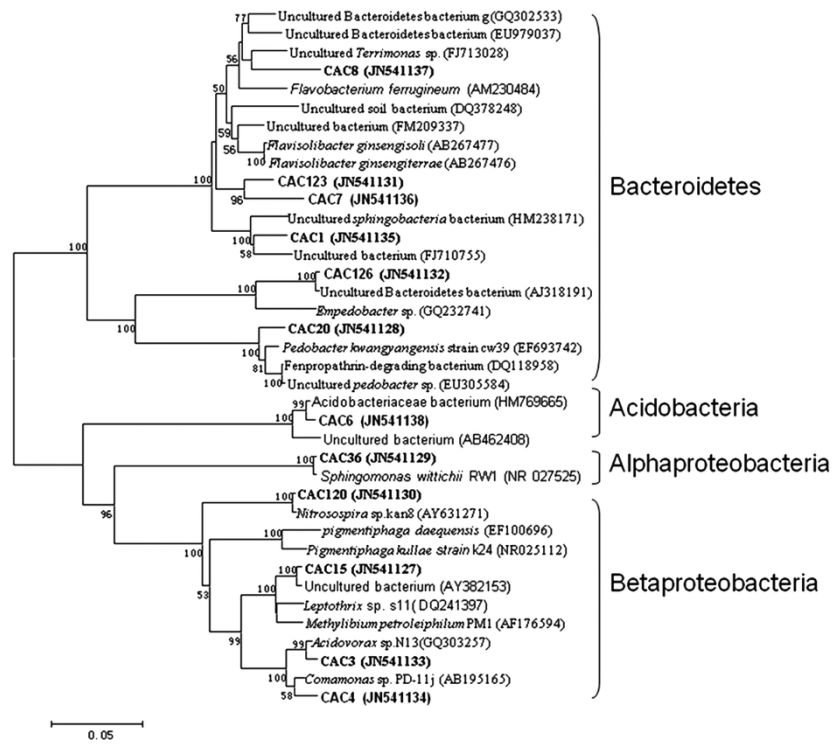 77
Uncultured Bacteroidetes bacterium g(GQ302533)
Uncultured Bacteroidetes bacterium (EU979037)
Uncultured Terrimonas sp. (FJ713028)
56
CAC8 (JN541137)
50
Flavobacterium ferrugineum (AM230484)
Uncultured soil bacterium (DQ378248)
59
Uncultured bacterium (FM209337)
56
Flavisolibacter ginsengisoli (AB267477)
100
Flavisolibacter ginsengiterrae (AB267476)
100
CAC123 (JN541131)
96
CAC7 (JN541136)
Bacteroidetes
Uncultured sphingobacteria bacterium (HM238171)
100
CAC1 (JN541135)
58
Uncultured bacterium (FJ710755)
100
100
CAC126 (JN541132)
100
Uncultured Bacteroidetes bacterium (AJ318191)
Empedobacter sp. (GQ232741)
100
CAC20 (JN541128)
100
Pedobacter kwangyangensis strain cw39 (EF693742)
81
Fenpropathrin-degrading bacterium (DQ118958)
100
Uncultured pedobacter sp. (EU305584)
99
Acidobacteriaceae bacterium (HM769665)
100
CAC6 (JN541138)
Acidobacteria
Uncultured bacterium (AB462408)
100
CAC36 (JN541129)
Sphingomonas wittichii RW1 (NR 027525)
Alphaproteobacteria
96
100
CAC120 (JN541130)
Nitrosospira sp.kan8 (AY631271)
100
100
pigmentiphaga daequensis (EF100696)
Pigmentiphaga kullae strain k24 (NR025112)
53
100
CAC15 (JN541127)
100
Uncultured bacterium (AY382153)
Betaproteobacteria
Leptothrix sp. s11( DQ241397)
Methylibium petroleiphilum PM1 (AF176594)
99
99
Acidovorax sp.N13(GQ303257)
CAC3 (JN541133)
100
Comamonas sp. PD-11j (AB195165)
58
CAC4 (JN541134)
0.05